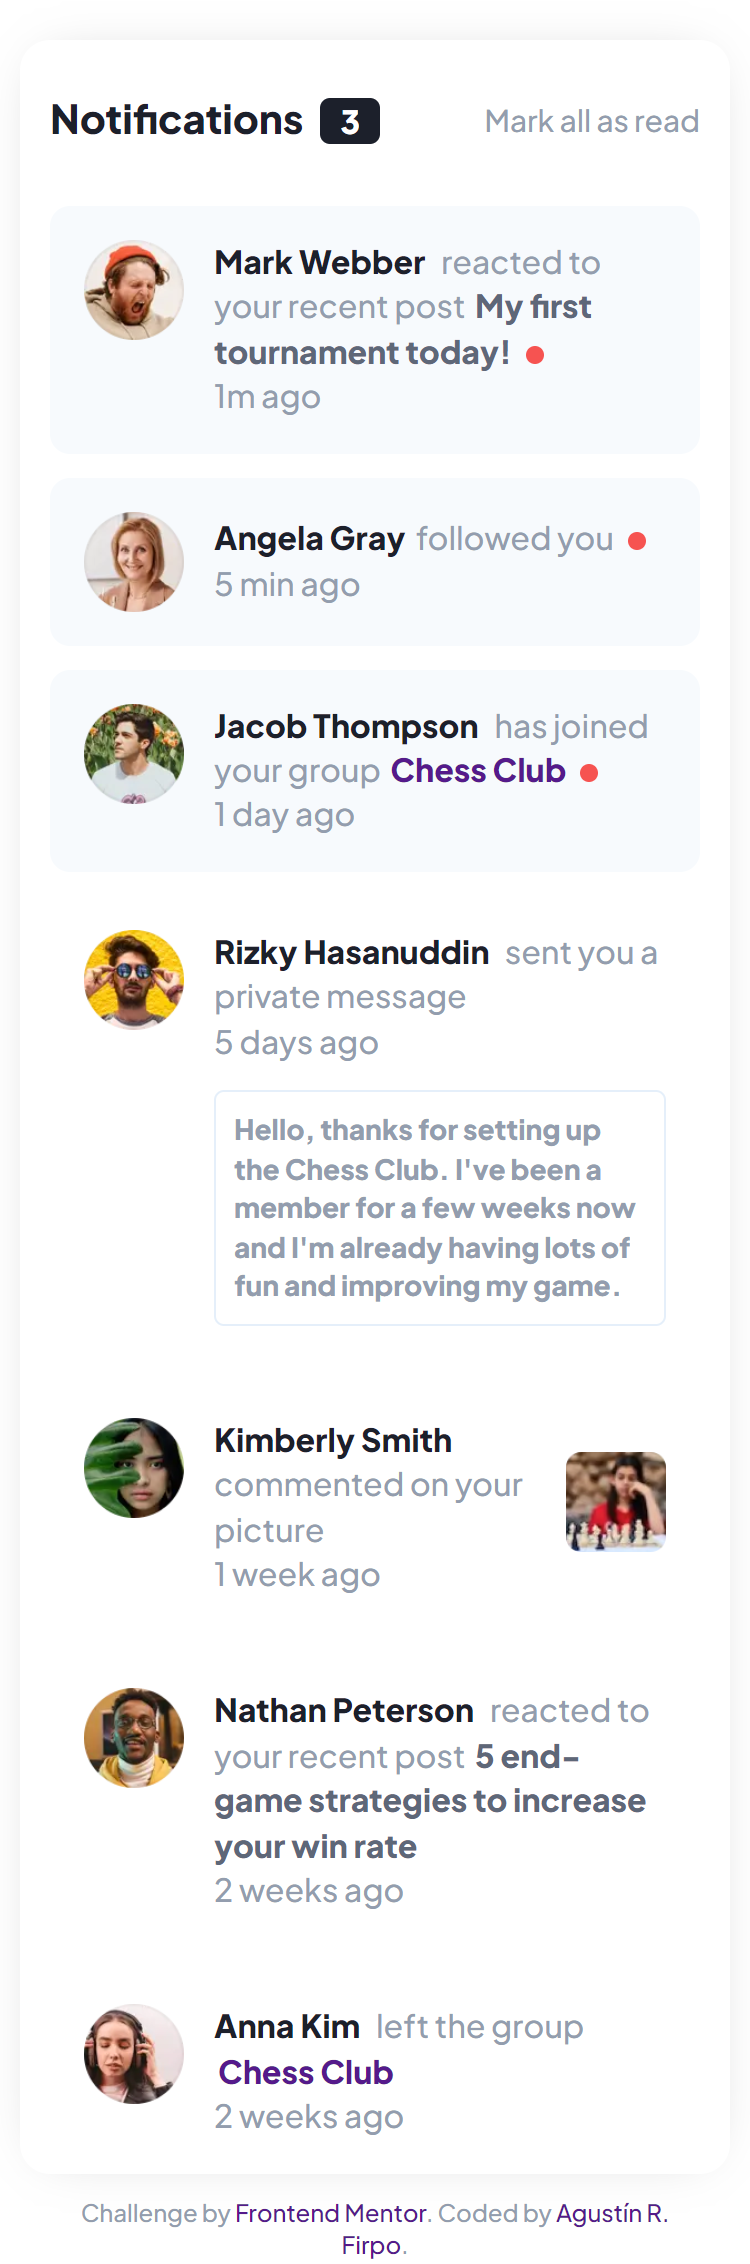 Notifications 3 Mark all as read
Mark Webber reacted to
your recent post My first
tournament today!
1m ago
Angela Gray followed you
5 min ago
Jacob Thompson has joined
your group Chess Club
1 day ago
Rizky Hasanuddin sent you a
private message
5 days ago
Hello, thanks for setting up
the Chess Club. I've been a
member for a few weeks now
and I'm already having lots of
fun and improving my game.
Kimberly Smith
commented on your
picture
1 week ago
Nathan Peterson reacted to
your recent post 5 end-
game strategies to increase
your win rate
2 weeks ago
Anna Kim left the group
Chess Club
2 weeks ago
Challenge by Frontend Mentor. Coded by Agustín R.
Firpo.